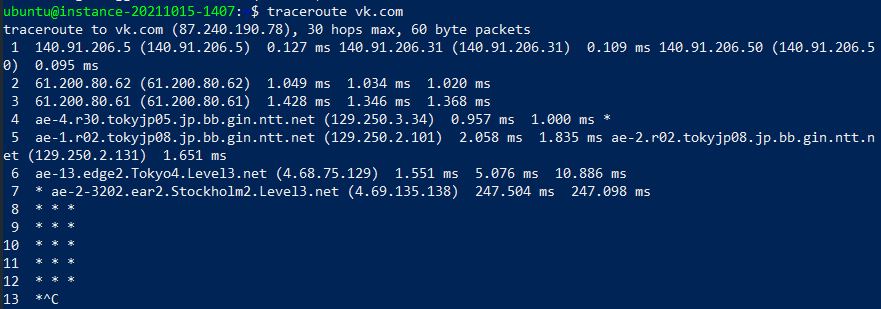 ubuntu@instance-20211015-1407:~$ traceroute vk.com
traceroute to vk.com (87.240.190.78), 30 hops max, 60 byte packets
 1  140.91.206.5 (140.91.206.5)  0.127 ms 140.91.206.31 (140.91.206.31)  0.109 ms 140.91.206.50 (140.91.206.5
0)  0.095 ms
 2  61.200.80.62 (61.200.80.62)  1.049 ms  1.034 ms  1.020 ms
 3  61.200.80.61 (61.200.80.61)  1.428 ms  1.346 ms  1.368 ms
 4  ae-4.r30.tokyjp05.jp.bb.gin.ntt.net (129.250.3.34)  0.957 ms  1.000 ms *
 5  ae-1.r02.tokyjp08.jp.bb.gin.ntt.net (129.250.2.101)  2.058 ms  1.835 ms ae-2.r02.tokyjp08.jp.bb.gin.ntt.n
et (129.250.2.131)  1.651 ms
 6  ae-13.edge2.Tokyo4.Level3.net (4.68.75.129)  1.551 ms  5.076 ms  10.886 ms
 7  * ae-2-3202.ear2.Stockholm2.Level3.net (4.69.135.138)  247.504 ms  247.098 ms
 8  * * *
 9  * * *
10  * * *
11  * * *
12  * * *
13  *^C